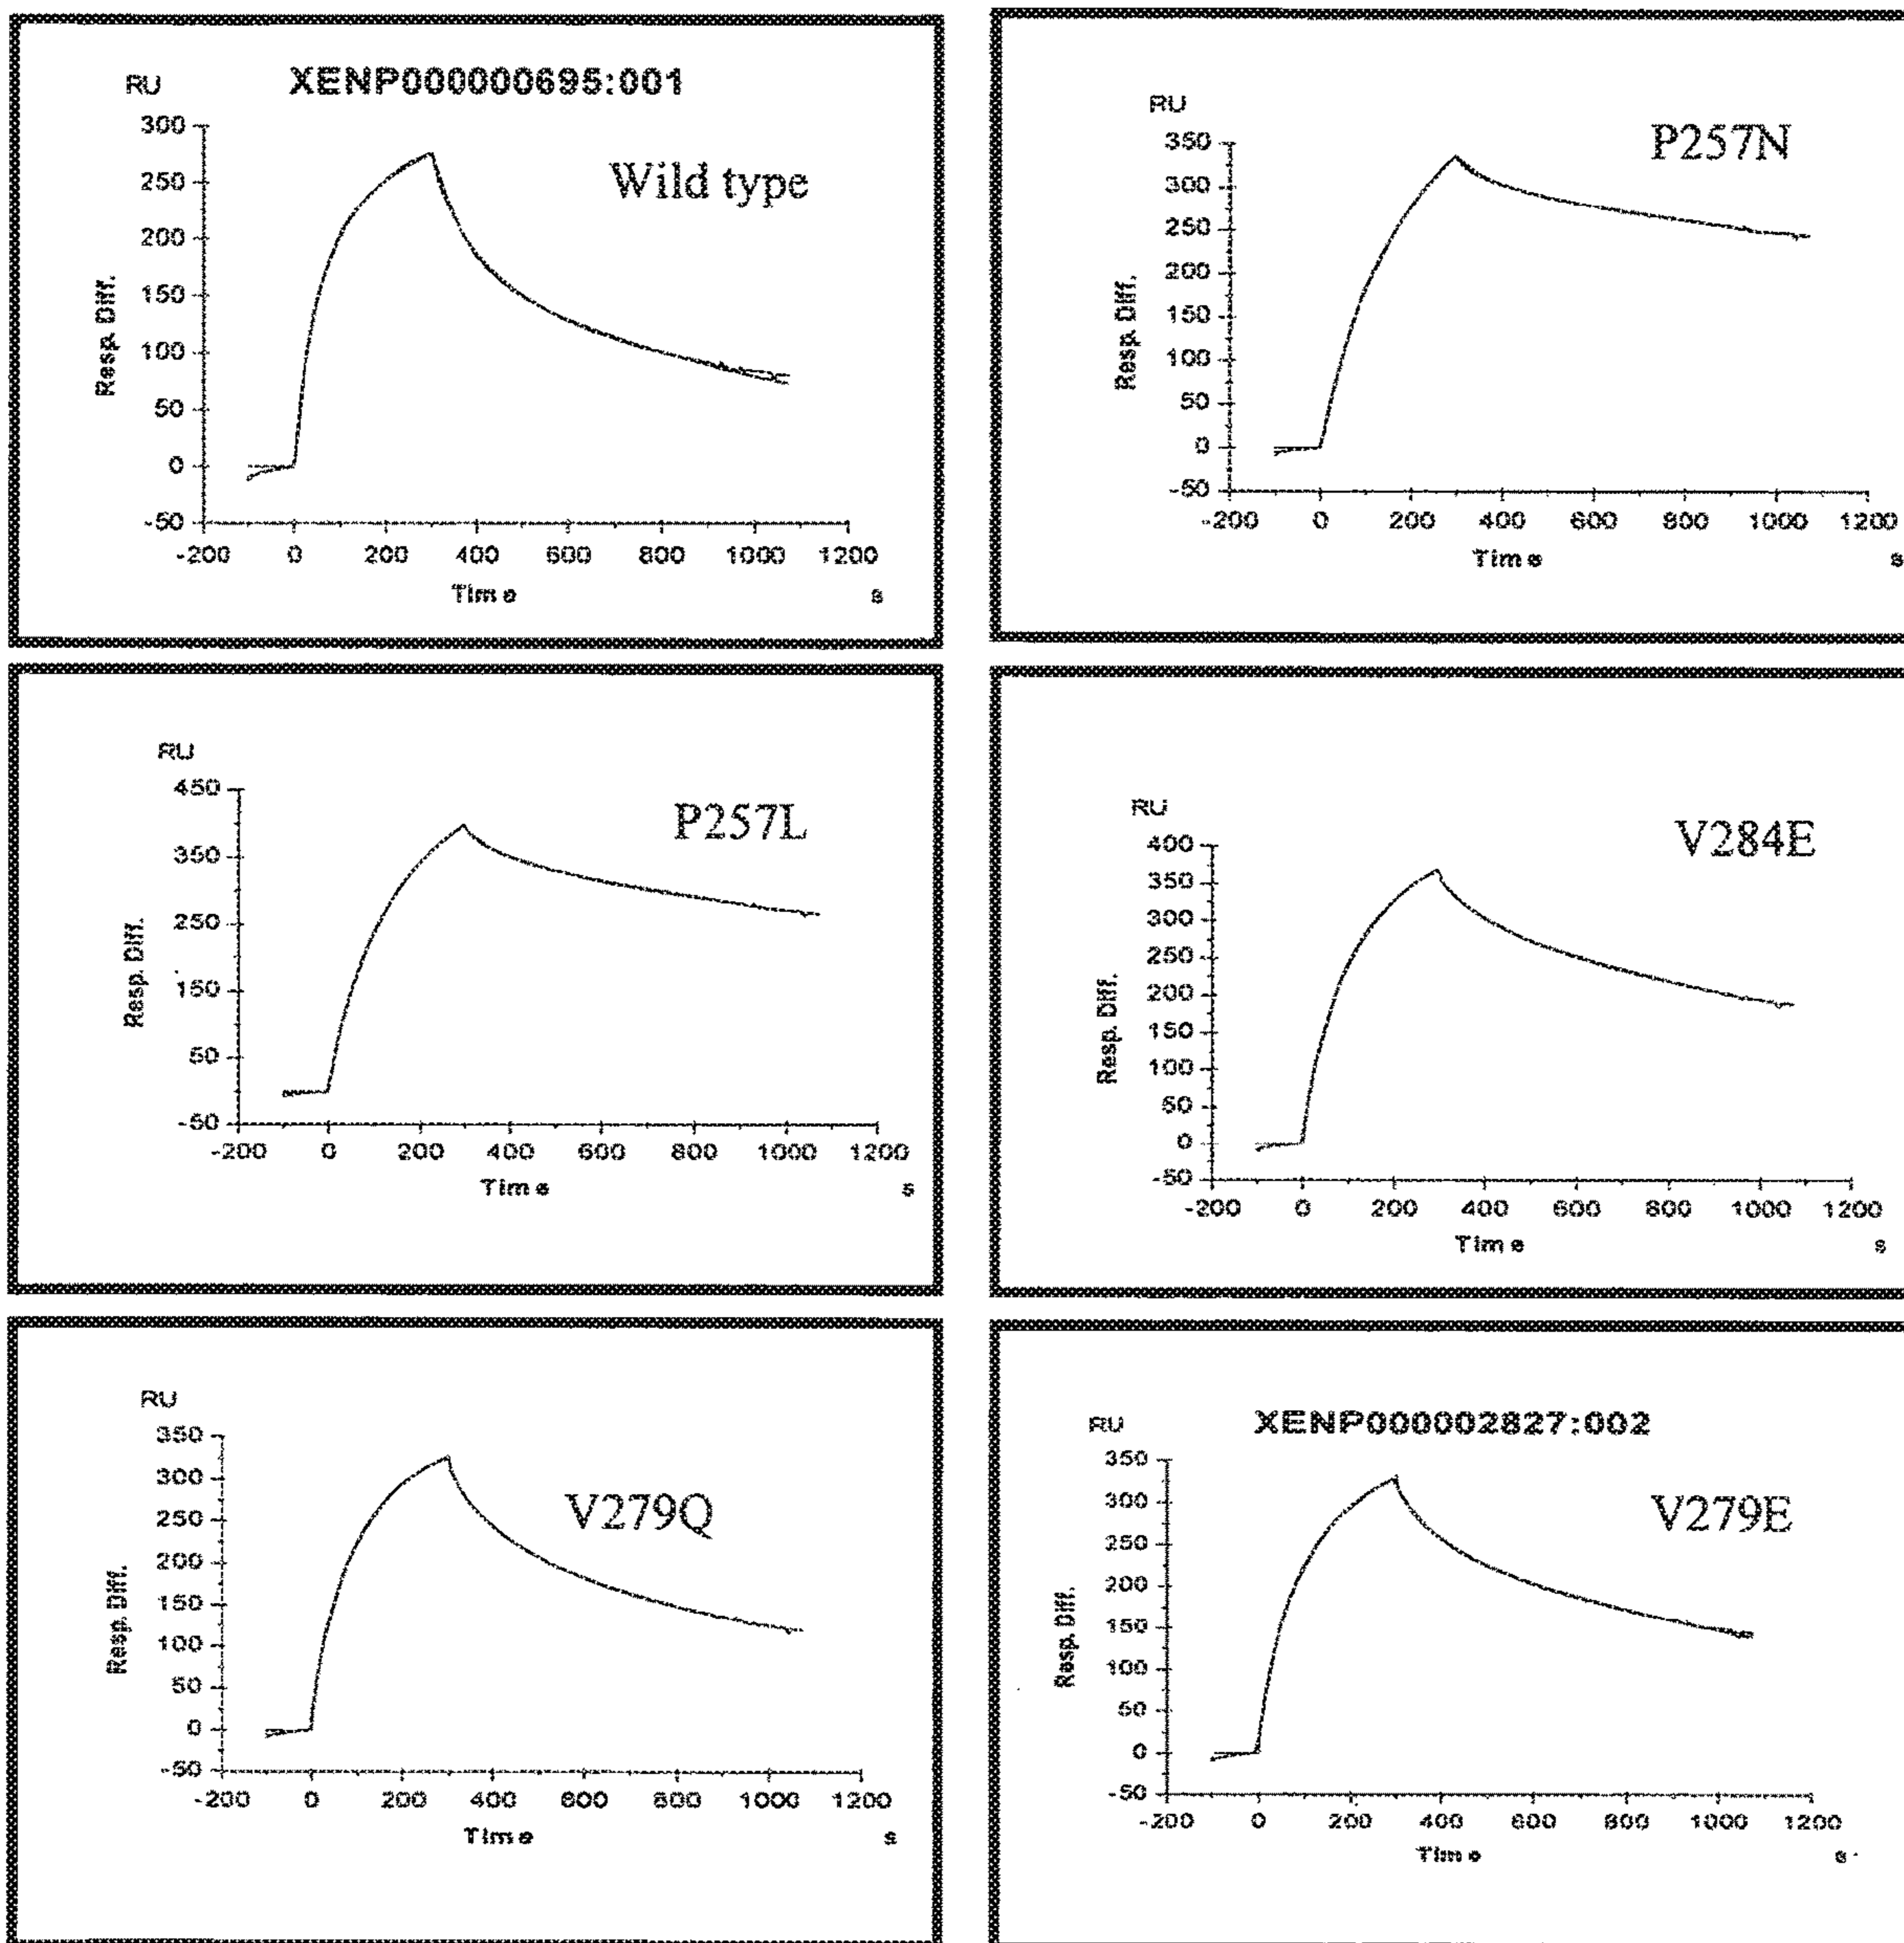 RU XENP000000695:001
Wild type
300
250
200
150
100
50
0
-50
Resp. Diff.
-200 0 200 400 600 800 1000 1200
Time s
RU
P257N
350
300
250
200
150
100
50
0
-50
Resp. Diff.
-200 0 200 400 600 800 1000 1200
Time s
RU
P257L
450
350
250
150
50
-50
Resp. Diff.
-200 0 200 400 600 800 1000 1200
Time s
RU
V284E
400
350
300
250
200
150
100
50
0
-50
Resp. Diff.
-200 0 200 400 600 800 1000 1200
Time s
RU
V279Q
350
300
250
200
150
100
50
0
-50
Resp. Diff.
-200 0 200 400 600 800 1000 1200
Time s
RU XENP000002827:002
V279E
350
300
250
200
150
100
50
0
-50
Resp. Diff.
-200 0 200 400 600 800 1000 1200
Time s